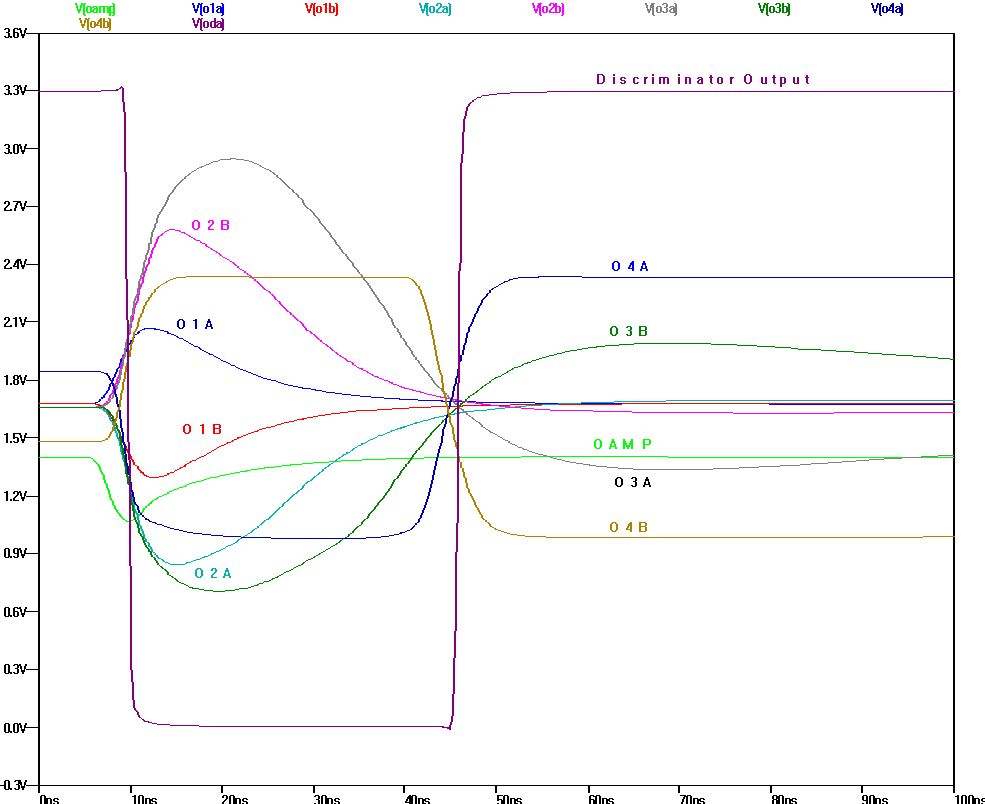 V(oamp) V(o1a) V(o1b) V(o2a) V(o2b) V(o3a) V(o3b) V(o4a)
V(o4b) V(oda)
3.6V
3.3V
Discriminator Output
3.0V
2.7V
O2B
2.4V
O4A
2.1V
O1A
O3B
1.8V
1.5V
O1B
OAMP
1.2V
O3A
O4B
0.9V
O2A
0.6V
0.3V
0.0V
-0.3V
0ns 10ns 20ns 30ns 40ns 50ns 60ns 70ns 80ns 90ns 100ns